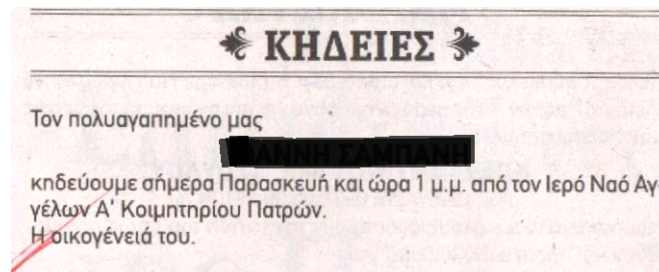 ΚΗΔΕΙΕΣ
Τον πολυαγαπημένο μας
κηδεύουμε σήμερα Παρασκευή και ώρα 1 μ.μ. από τον Ιερό Ναό Αγ
γέλων Α' Κοιμητηρίου Πατρών.
Η οικογένειά του.